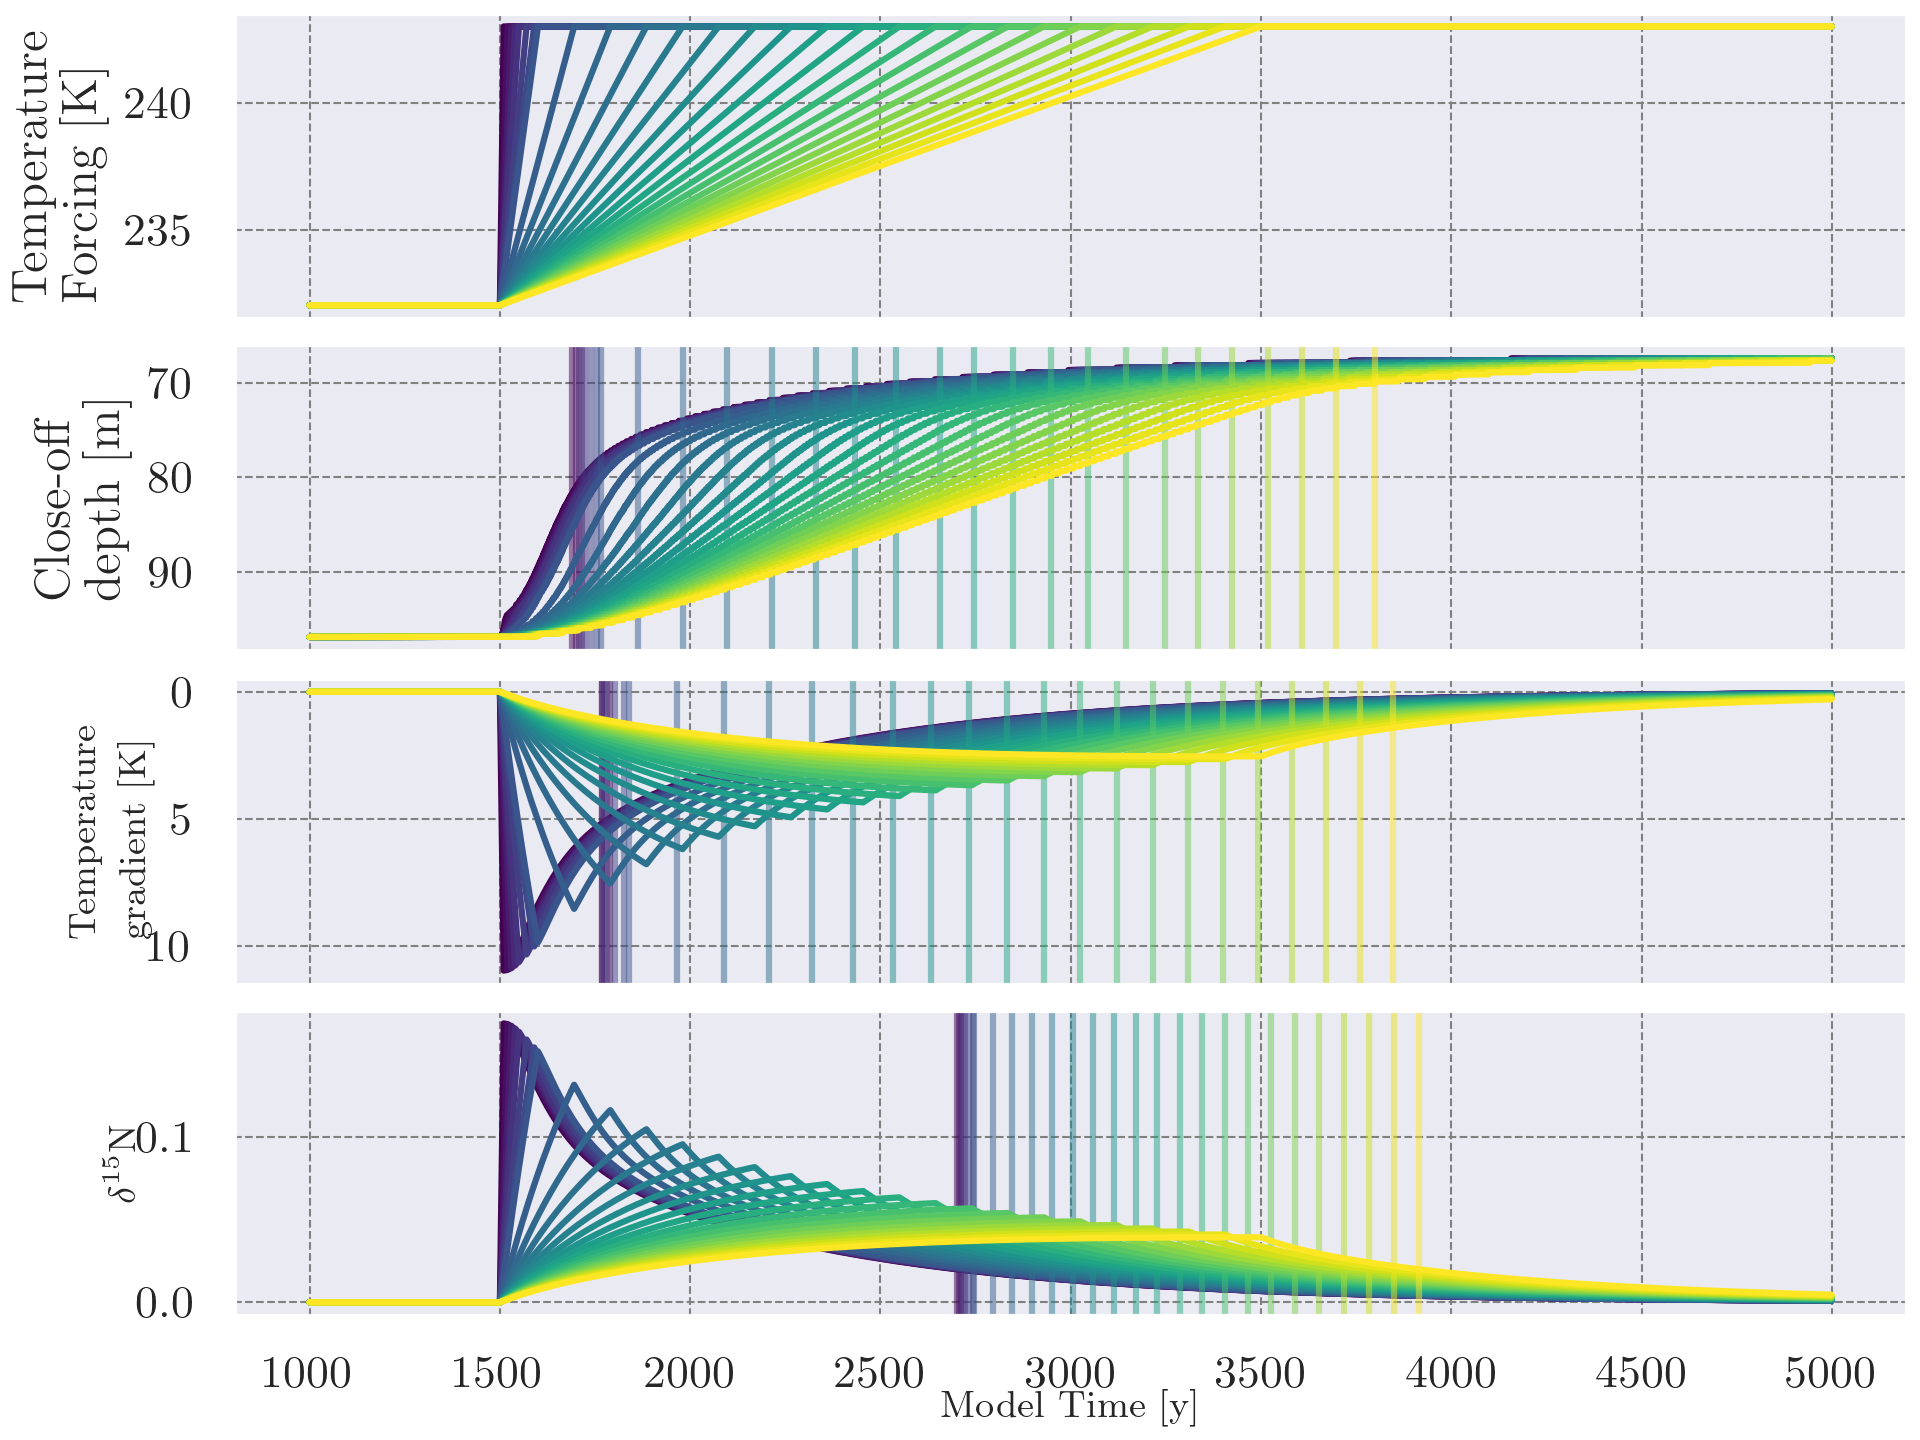 Temperature
Forcing [K]
240
235
Close-off
depth [m]
70
80
90
Temperature
gradient [K]
0
5
10
δ¹⁵N
0.1
0.0
1000 1500 2000 2500 3000 3500 4000 4500 5000
Model Time [y]